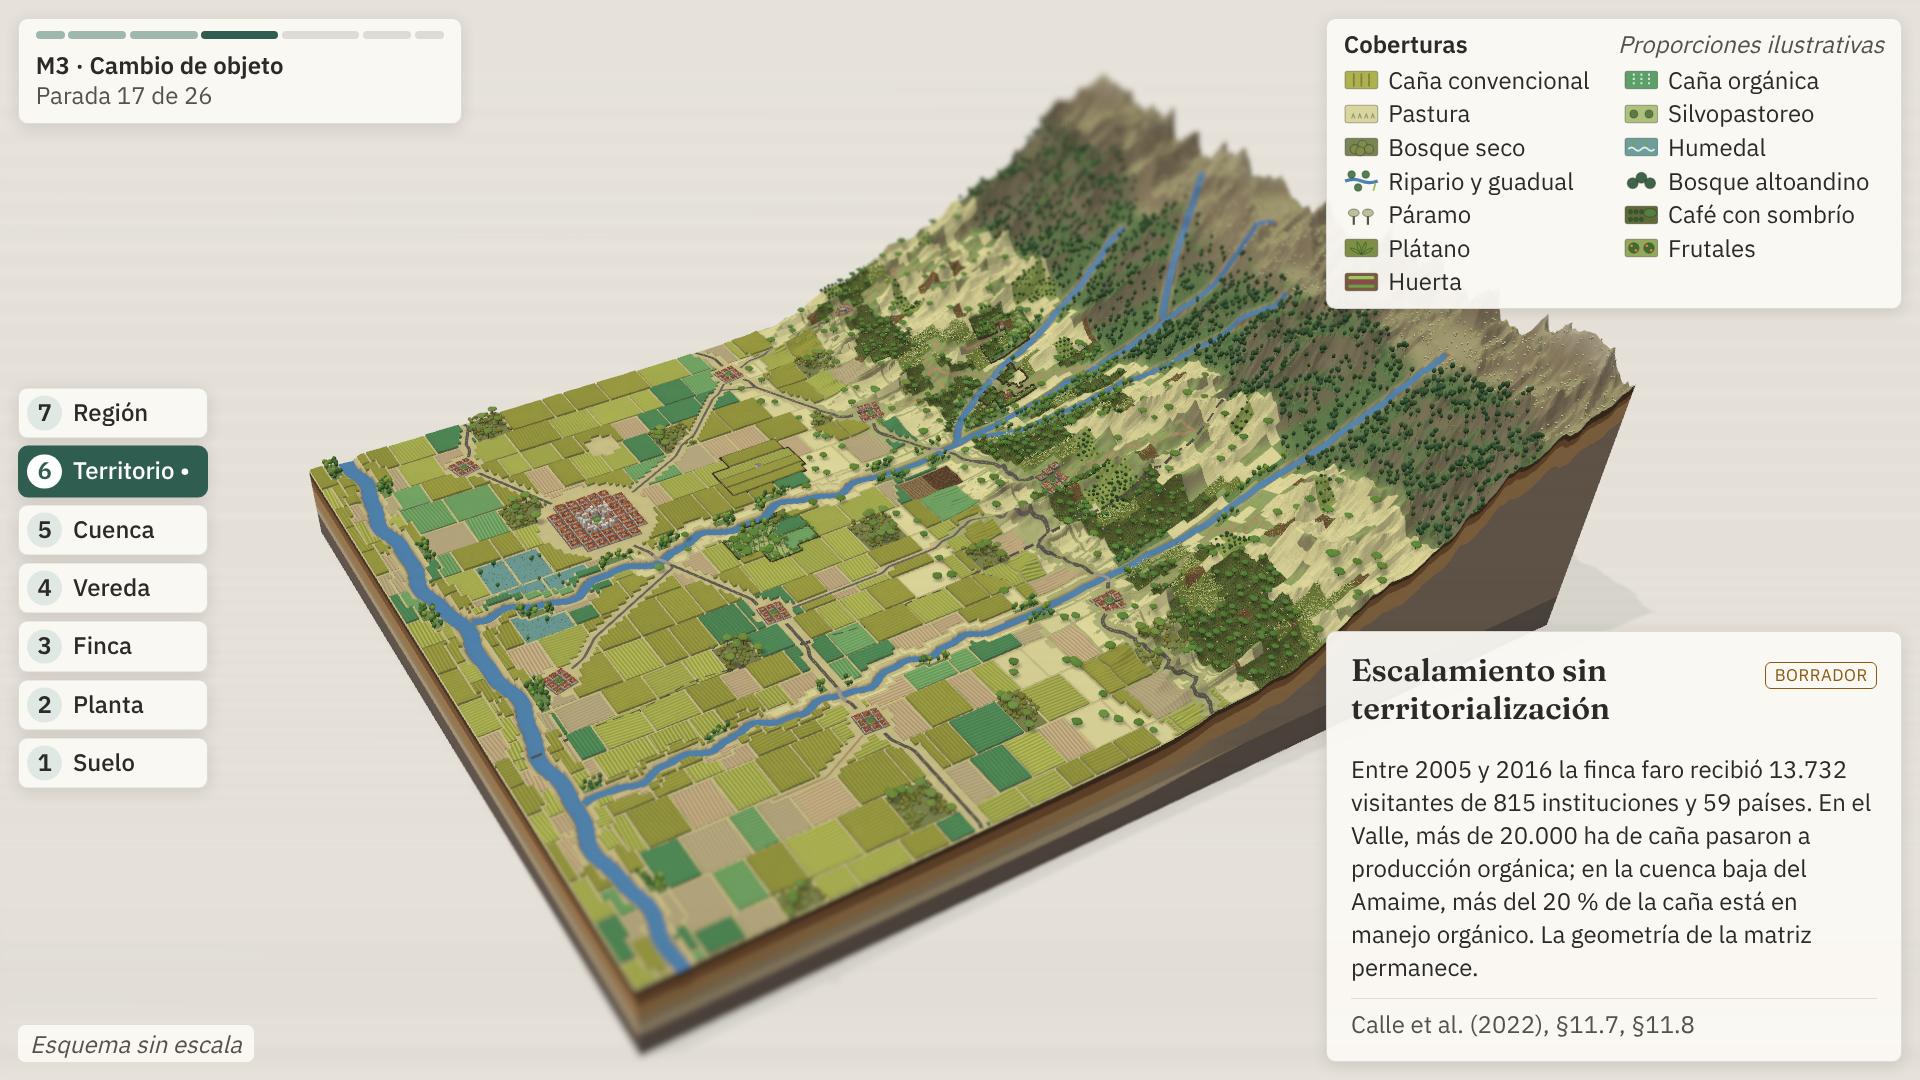 M3 · Cambio de objeto
Parada 17 de 26
Coberturas
Proporciones ilustrativas
Caña convencional
Caña orgánica
Pastura
Silvopastoreo
Bosque seco
Humedal
Ripario y guadual
Bosque altoandino
Páramo
Café con sombrío
Plátano
Frutales
Huerta
7 Región
6 Territorio •
5 Cuenca
4 Vereda
3 Finca
2 Planta
1 Suelo
Escalamiento sin
territorialización
BORRADOR
Entre 2005 y 2016 la finca faro recibió 13.732
visitantes de 815 instituciones y 59 países. En el
Valle, más de 20.000 ha de caña pasaron a
producción orgánica; en la cuenca baja del
Amaime, más del 20 % de la caña está en
manejo orgánico. La geometría de la matriz
permanece.
Calle et al. (2022), §11.7, §11.8
Esquema sin escala